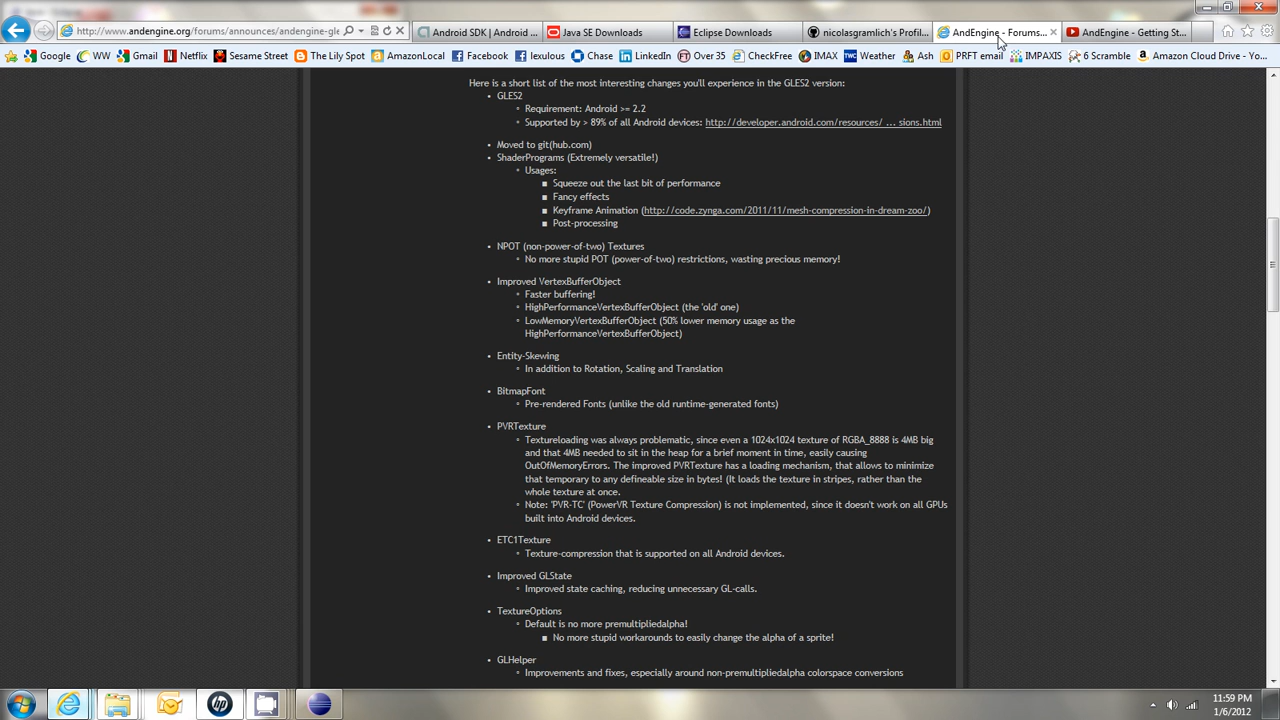 http://www.andengine.org/forums/announces/andengine-gle
Android SDK | Android ...
Java SE Downloads
Eclipse Downloads
nicolasgramlich's Profil...
AndEngine - Forums...
AndEngine - Getting St...
Google
WW
Gmail
Netflix
Sesame Street
The Lily Spot
AmazonLocal
Facebook
lexulous
Chase
LinkedIn
Over 35
CheckFree
IMAX
Weather
Ash
PRFT email
IMPAXIS
6 Scramble
Amazon Cloud Drive - Yo...
Here is a short list of the most interesting changes you'll experience in the GLES2 version:
• GLES2
◦ Requirement: Android >= 2.2
◦ Supported by > 89% of all Android devices: http://developer.android.com/resources/ ... sions.html
• Moved to git(hub.com)
• ShaderPrograms (Extremely versatile!)
◦ Usages:
■ Squeeze out the last bit of performance
■ Fancy effects
■ Keyframe Animation (http://code.zynga.com/2011/11/mesh-compression-in-dream-zoo/)
■ Post-processing
• NPOT (non-power-of-two) Textures
◦ No more stupid POT (power-of-two) restrictions, wasting precious memory!
• Improved VertexBufferObject
◦ Faster buffering!
◦ HighPerformanceVertexBufferObject (the 'old' one)
◦ LowMemoryVertexBufferObject (50% lower memory usage as the
HighPerformanceVertexBufferObject)
• Entity-Skewing
◦ In addition to Rotation, Scaling and Translation
• BitmapFont
◦ Pre-rendered Fonts (unlike the old runtime-generated fonts)
• PVRTexture
◦ Textureloading was always problematic, since even a 1024x1024 texture of RGBA_8888 is 4MB big
and that 4MB needed to sit in the heap for a brief moment in time, easily causing
OutOfMemoryErrors. The improved PVRTexture has a loading mechanism, that allows to minimize
that temporary to any defineable size in bytes! (It loads the texture in stripes, rather than the
whole texture at once.
◦ Note: 'PVR-TC' (PowerVR Texture Compression) is not implemented, since it doesn't work on all GPUs
built into Android devices.
• ETC1Texture
◦ Texture-compression that is supported on all Android devices.
• Improved GLState
◦ Improved state caching, reducing unnecessary GL-calls.
• TextureOptions
◦ Default is no more premultipliedalpha!
■ No more stupid workarounds to easily change the alpha of a sprite!
• GLHelper
◦ Improvements and fixes, especially around non-premultipliedalpha colorspace conversions
11:59 PM
1/6/2012